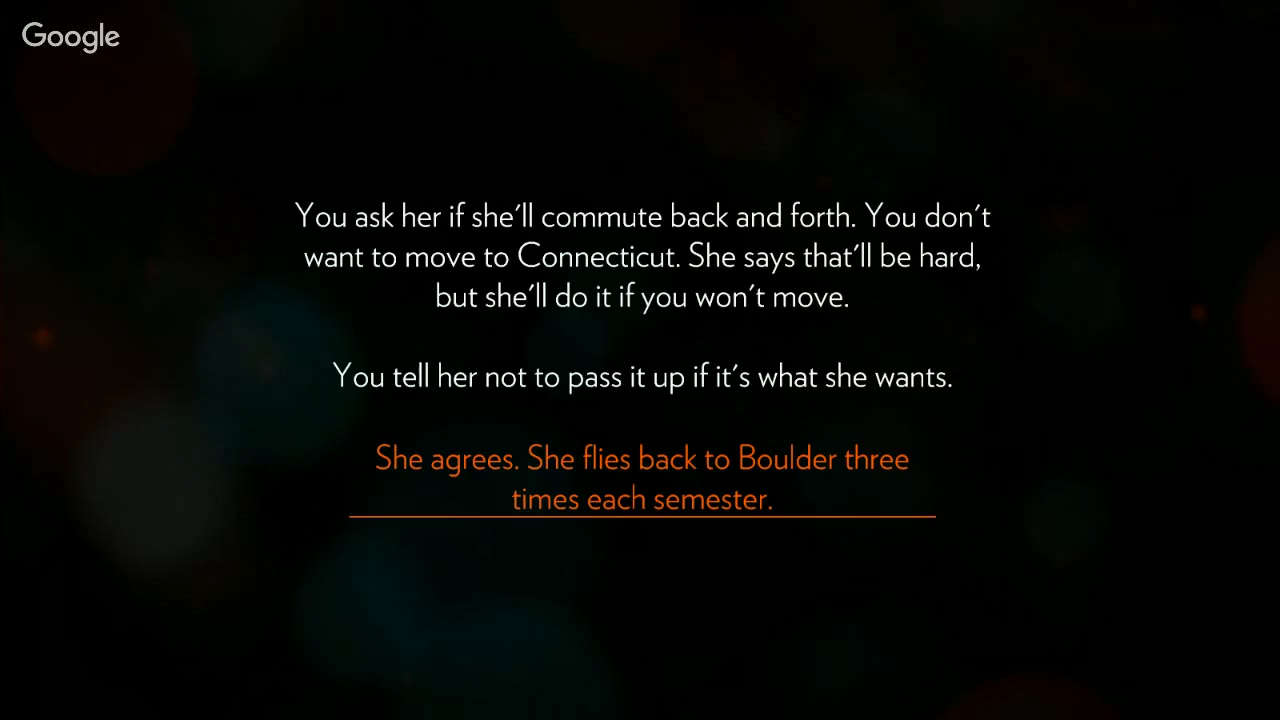 Google
You ask her if she'll commute back and forth. You don't
want to move to Connecticut. She says that'll be hard,
but she'll do it if you won't move.
You tell her not to pass it up if it's what she wants.
She agrees. She flies back to Boulder three
times each semester.